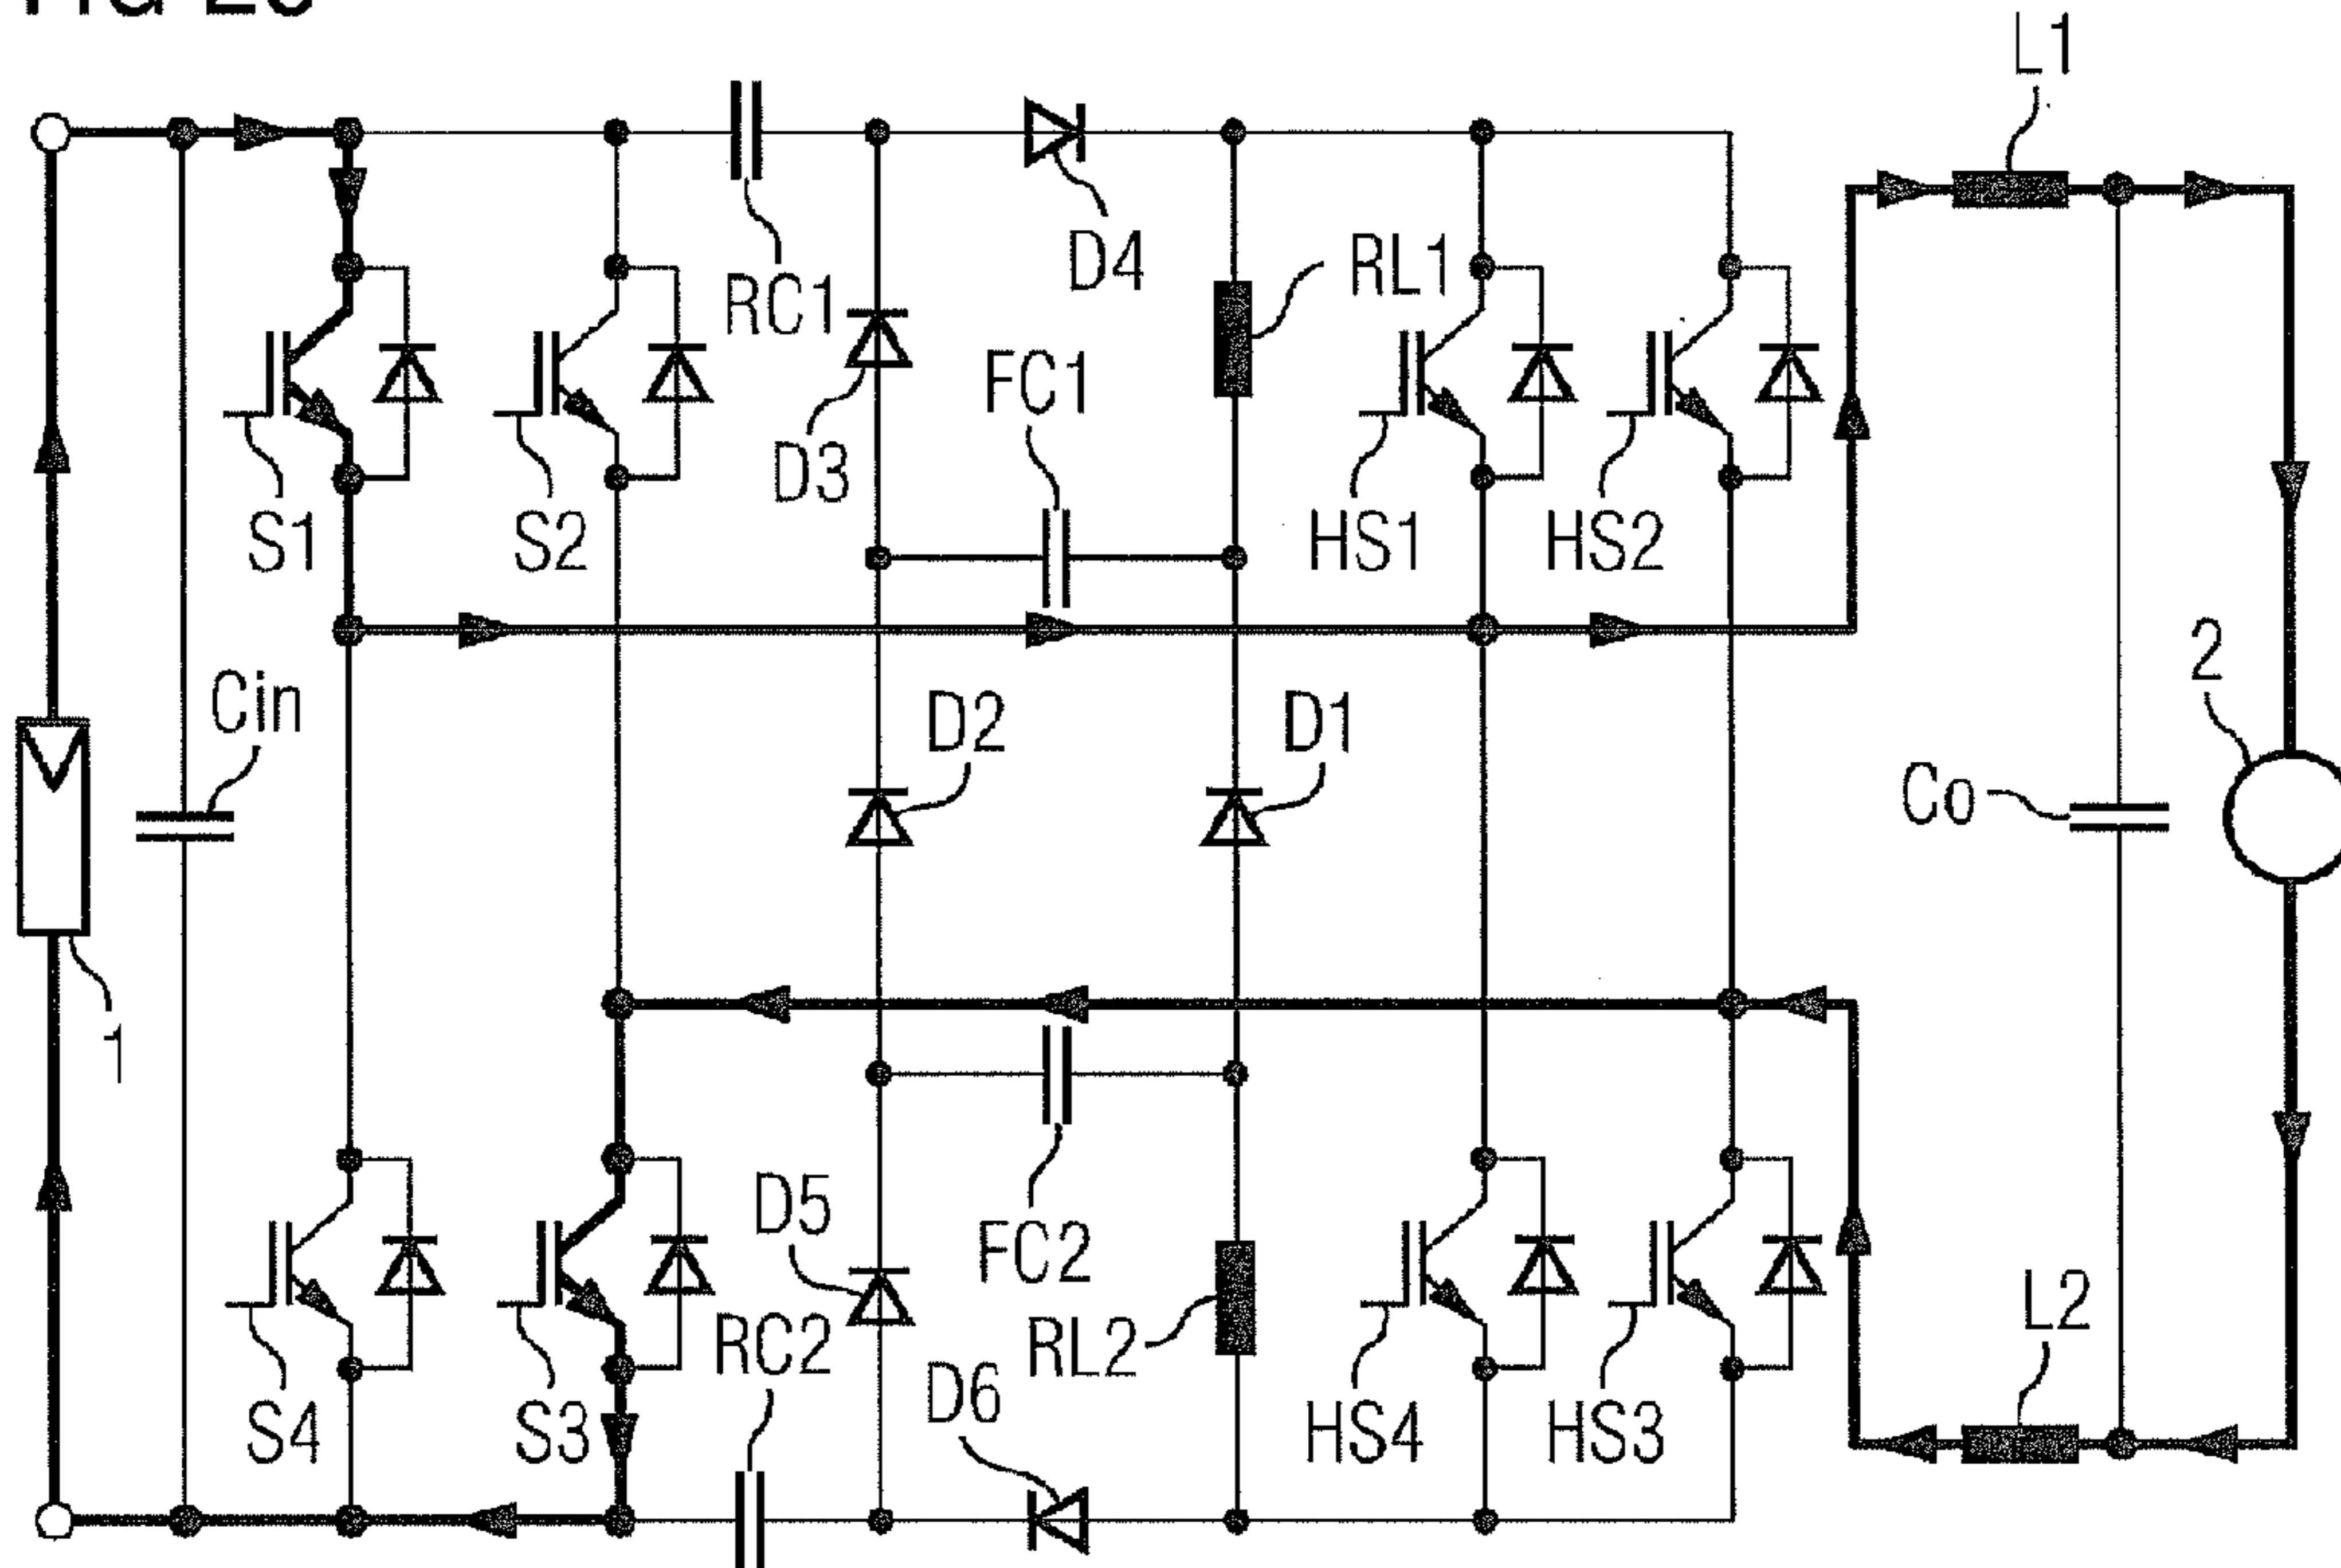 L1
D4
RC1
RL1
FC1
D3
S1
S2
HS1
HS2
2
Cin
D2
D1
Co
1
D5
FC2
L2
RC2
RL2
D6
S4
S3
HS4
HS3